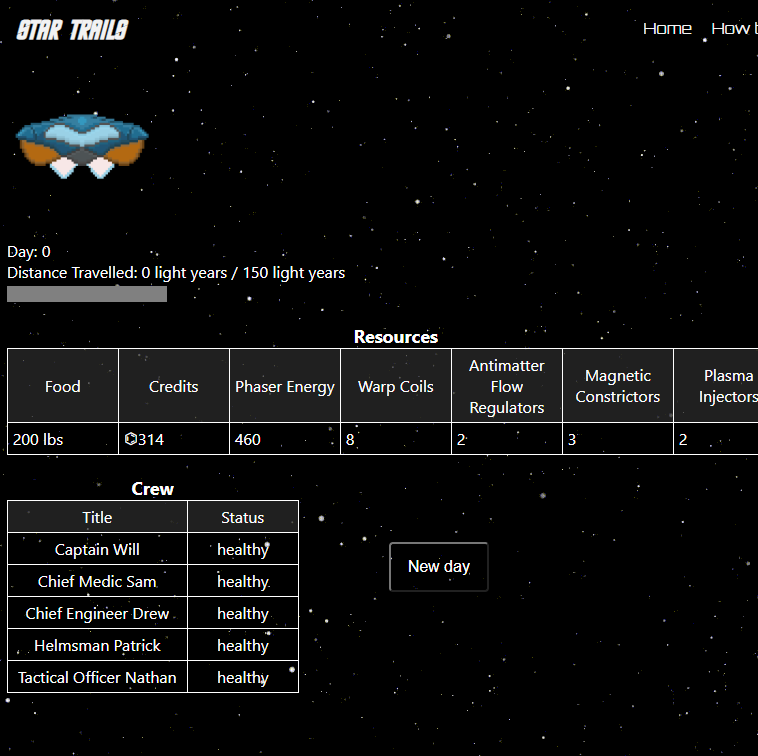 STAR TRAILS
Home How t
Day: 0
Distance Travelled: 0 light years / 150 light years
Resources
Food Credits Phaser Energy Warp Coils Antimatter Flow Regulators Magnetic Constrictors Plasma Injectors
200 lbs ⌬314 460 8 2 3 2
Crew
Title Status
Captain Will healthy
Chief Medic Sam healthy
Chief Engineer Drew healthy
Helmsman Patrick healthy
Tactical Officer Nathan healthy
New day